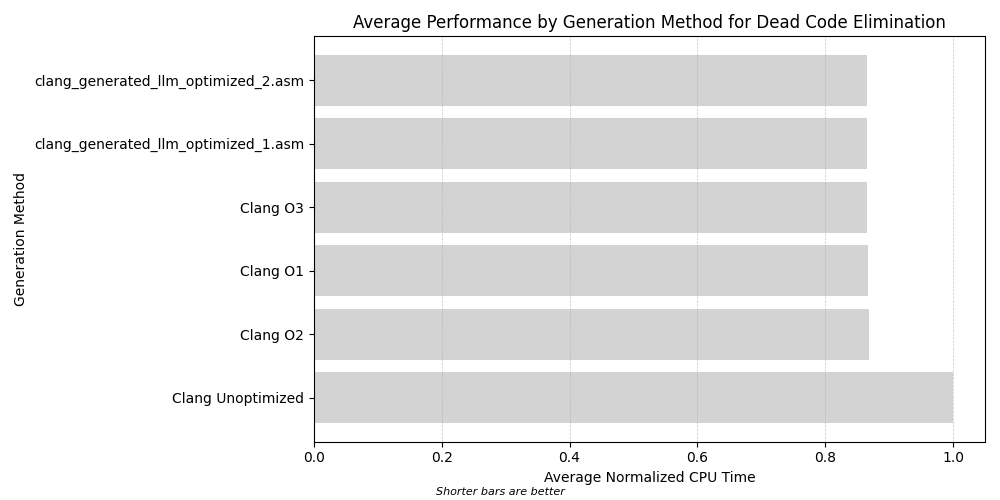 Average Performance by Generation Method for Dead Code Elimination
clang_generated_llm_optimized_2.asm
clang_generated_llm_optimized_1.asm
Clang O3
Clang O1
Clang O2
Clang Unoptimized
Generation Method
0.0 0.2 0.4 0.6 0.8 1.0
Average Normalized CPU Time
Shorter bars are better